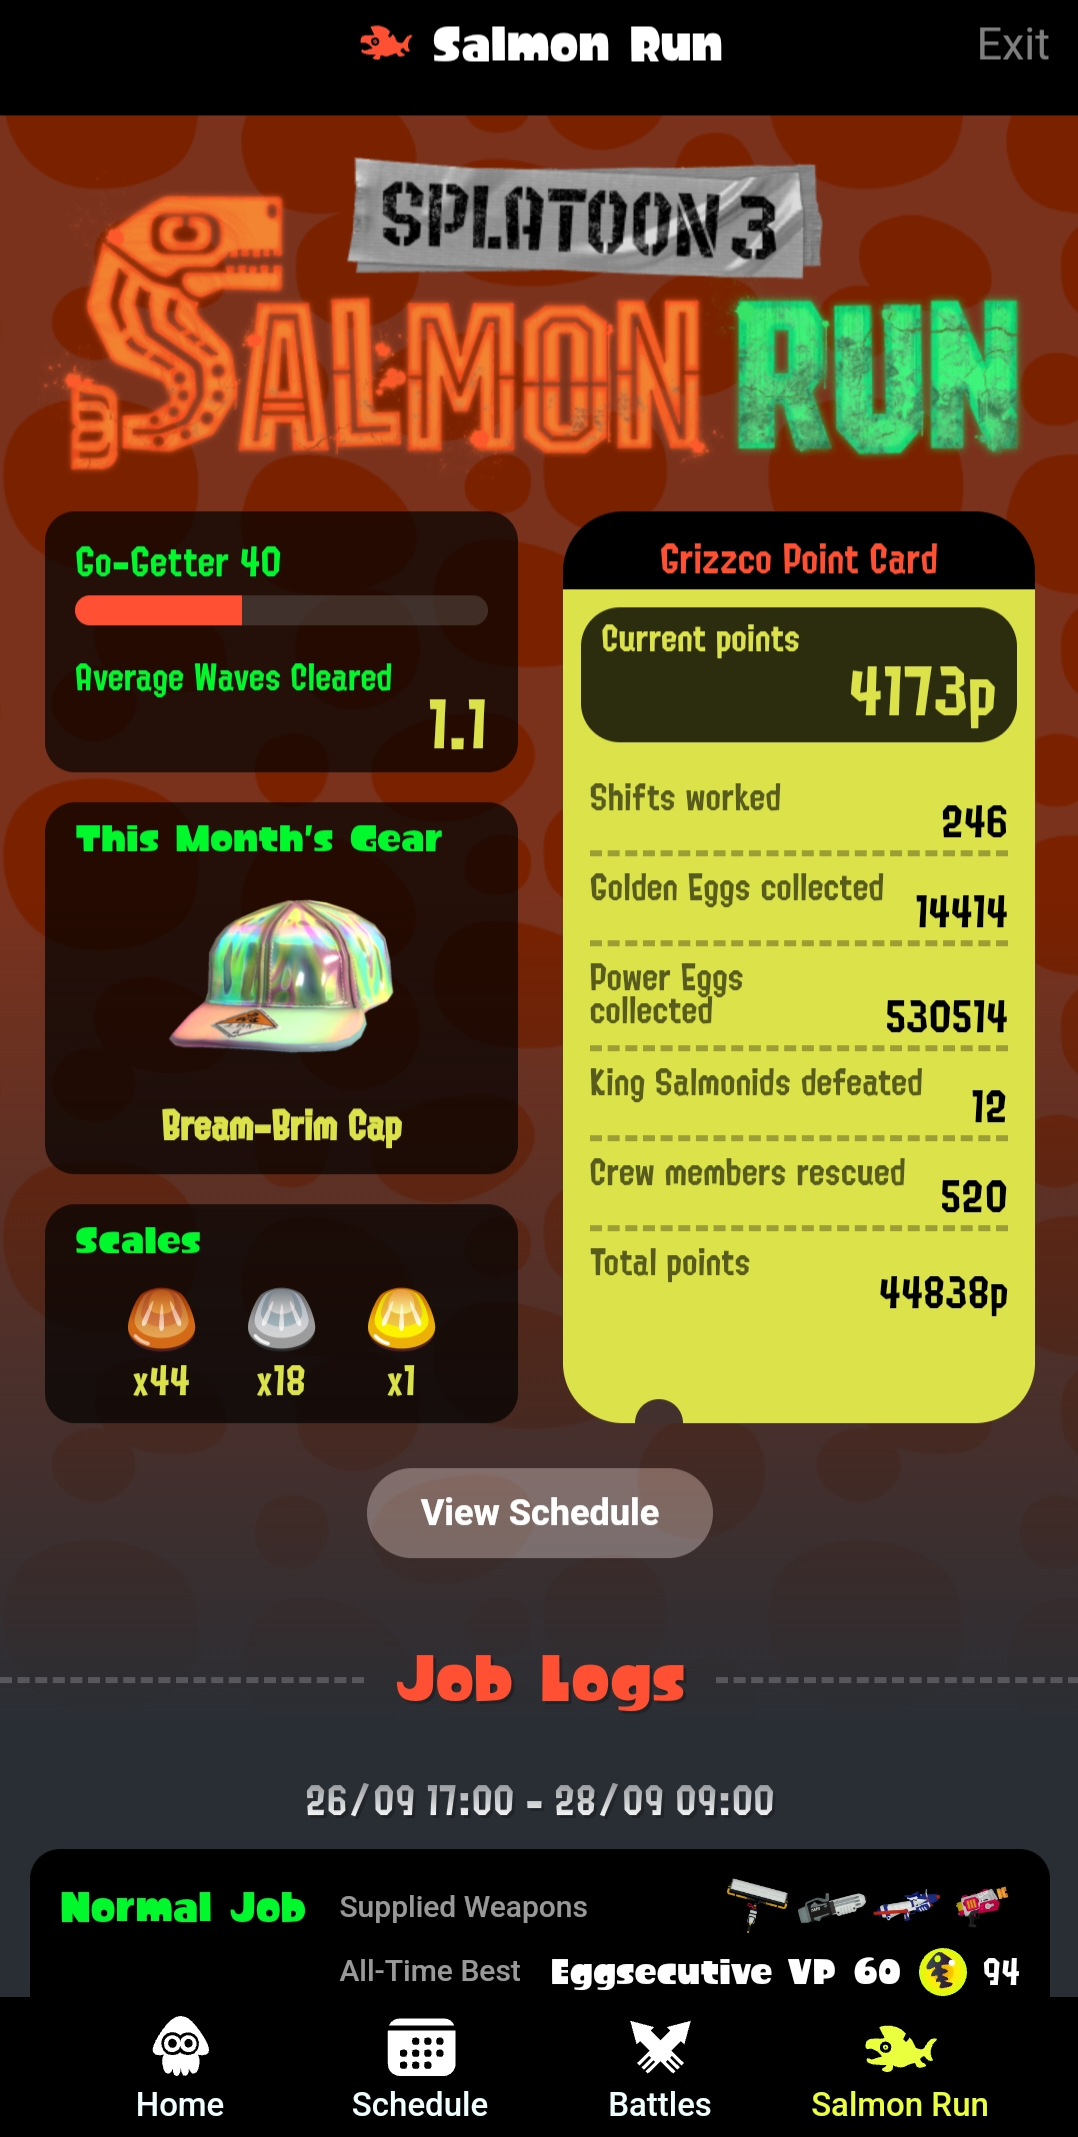 Salmon Run
Exit
SPLATOON 3
SALMON RUN
Go-Getter 40
Average Waves Cleared
1.1
This Month's Gear
Bream-Brim Cap
Scales
x44 x18 x1
Grizzco Point Card
Current points
4173p
Shifts worked
246
Golden Eggs collected
14414
Power Eggs
collected
530514
King Salmonids defeated
12
Crew members rescued
520
Total points
44838p
View Schedule
Job Logs
26/09 17:00 - 28/09 09:00
Normal Job
Supplied Weapons
All-Time Best Eggsecutive VP 60 94
Home Schedule Battles Salmon Run